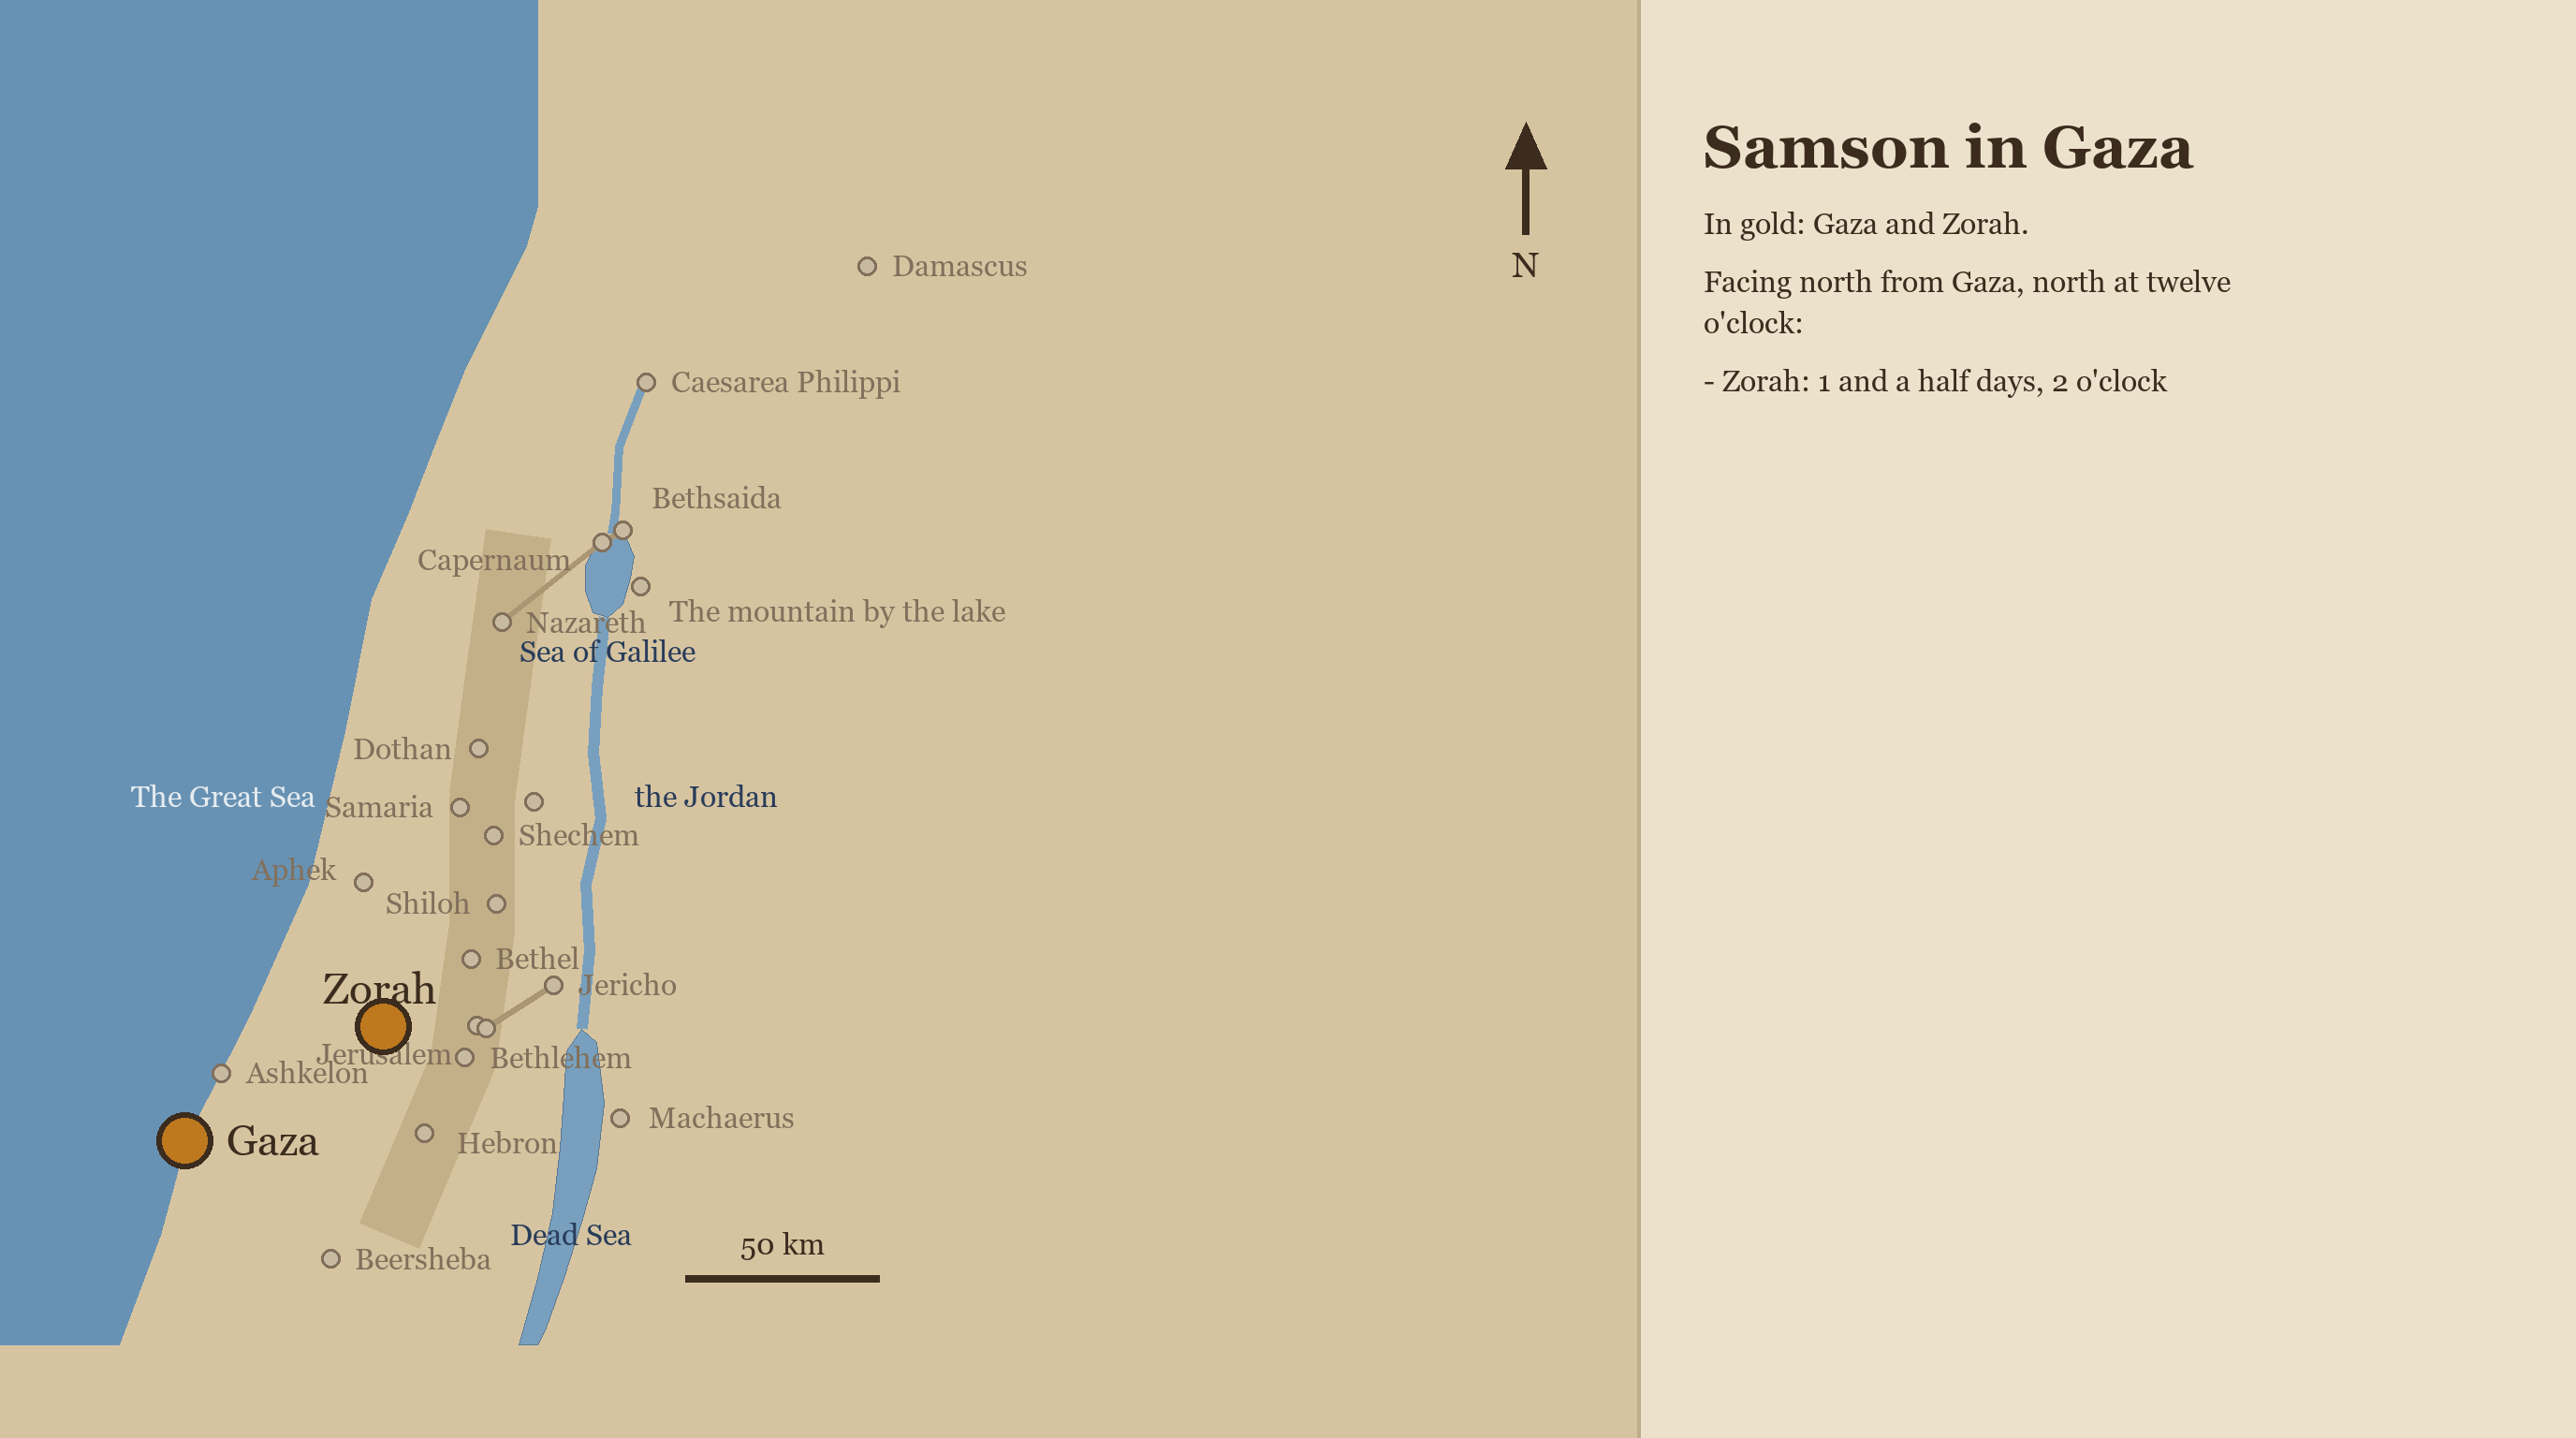 Samson in Gaza
In gold: Gaza and Zorah.
Facing north from Gaza, north at twelve
o'clock:
- Zorah: 1 and a half days, 2 o'clock
N
Damascus
Caesarea Philippi
Bethsaida
Capernaum
The mountain by the lake
Nazareth
Sea of Galilee
Dothan
The Great Sea
the Jordan
Samaria
Shechem
Aphek
Shiloh
Bethel
Jericho
Zorah
Jerusalem
Bethlehem
Ashkelon
Machaerus
Gaza
Hebron
Dead Sea
50 km
Beersheba